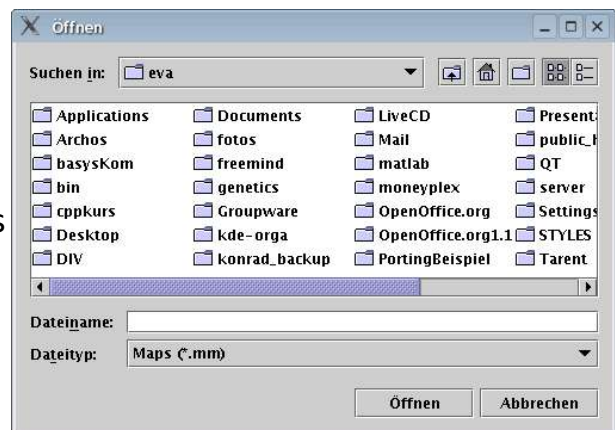 Öffnen
Suchen in: eva
Applications Documents LiveCD
Archos fotos Mail
basysKom freemind matlab QT
bin genetics moneyplex server
cppkurs Groupware OpenOffice.org Settings
Desktop kde-orga OpenOffice.org1.1 STYLES
DIV konrad_backup PortingBeispiel Tarent
Dateiname:
Dateityp: Maps (*.mm)
Öffnen Abbrechen